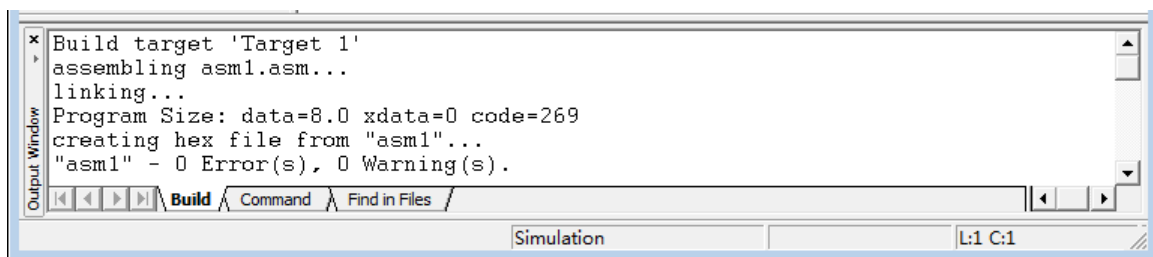 Build target 'Target 1'
assembling asm1.asm...
linking...
Program Size: data=8.0 xdata=0 code=269
creating hex file from "asm1"...
"asm1" - 0 Error(s), 0 Warning(s).
Output Window
Build Command Find in Files
Simulation L:1 C:1